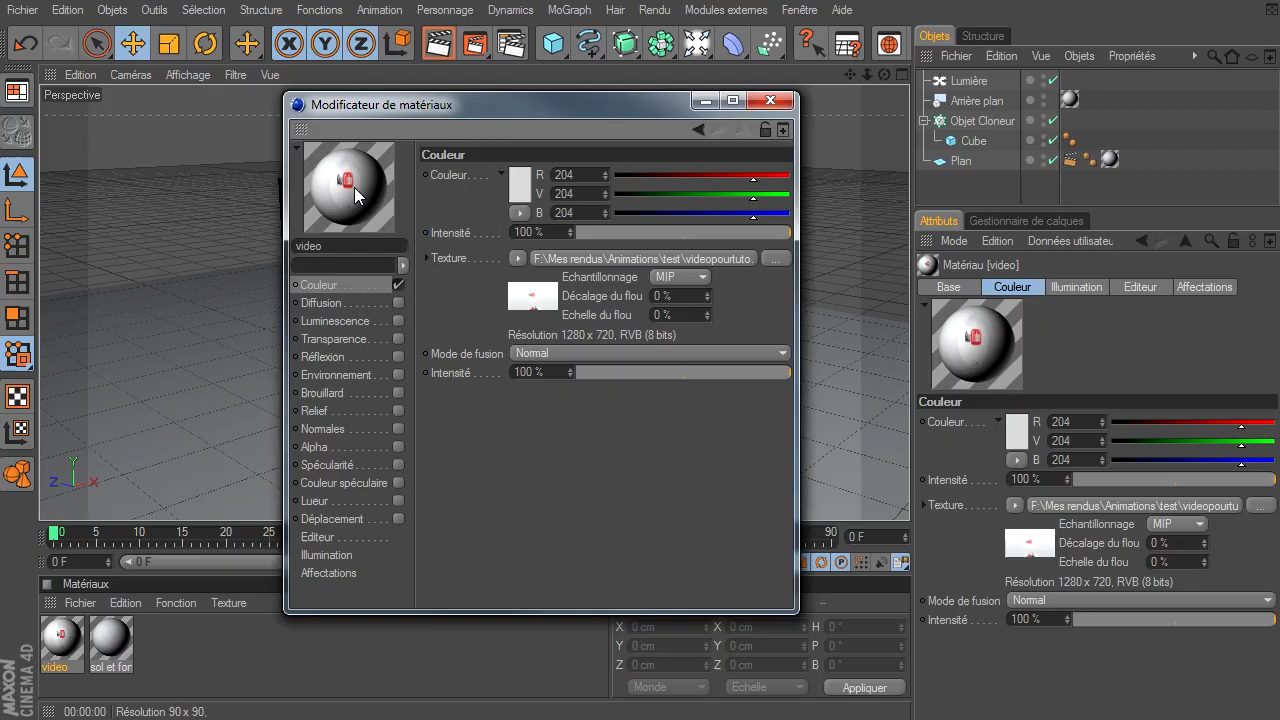 Fichier Edition Objets Outils Sélection Structure Fonctions Animation Personnage Dynamics MoGraph Hair Rendu Modules externes Fenêtre Aide
Edition Caméras Affichage Filtre Vue
Perspective
Modificateur de matériaux
video
Couleur
Diffusion
Luminescence
Transparence
Réflexion
Environnement
Brouillard
Relief
Normales
Alpha
Spécularité
Couleur spéculaire
Lueur
Déplacement
Editeur
Illumination
Affectations
Couleur
Couleur R 204
V 204
B 204
Intensité 100 %
Texture F:\Mes rendus\Animations\test\videopourtuto. ...
Echantillonnage MIP
Décalage du flou 0 %
Echelle du flou 0 %
Résolution 1280 x 720, RVB (8 bits)
Mode de fusion Normal
Intensité 100 %
Objets Structure
Fichier Edition Vue Objets Propriétés
Lumière
Arrière plan
Objet Cloneur
Cube
Plan
Attributs Gestionnaire de calques
Mode Edition Données utilisateu
Matériau [video]
Base Couleur Illumination Editeur Affectations
Couleur
Couleur R 204
V 204
B 204
Intensité 100 %
Texture F:\Mes rendus\Animations\test\videopourtu ...
Echantillonnage MIP
Décalage du flou 0 %
Echelle du flou 0 %
Résolution 1280 x 720, RVB (8 bits)
Mode de fusion Normal
Intensité 100 %
Z Y X
0 5 10 15 20 25 90 0 F
0 F 0 F
Matériaux
Fichier Edition Fonction Texture
video sol et for
X 0 cm X 0 cm H 0 °
Y 0 cm Y 0 cm P 0 °
Z 0 cm Z 0 cm B 0 °
Monde Echelle Appliquer
MAXON
CINEMA 4D
00:00:00 Résolution 90 x 90,